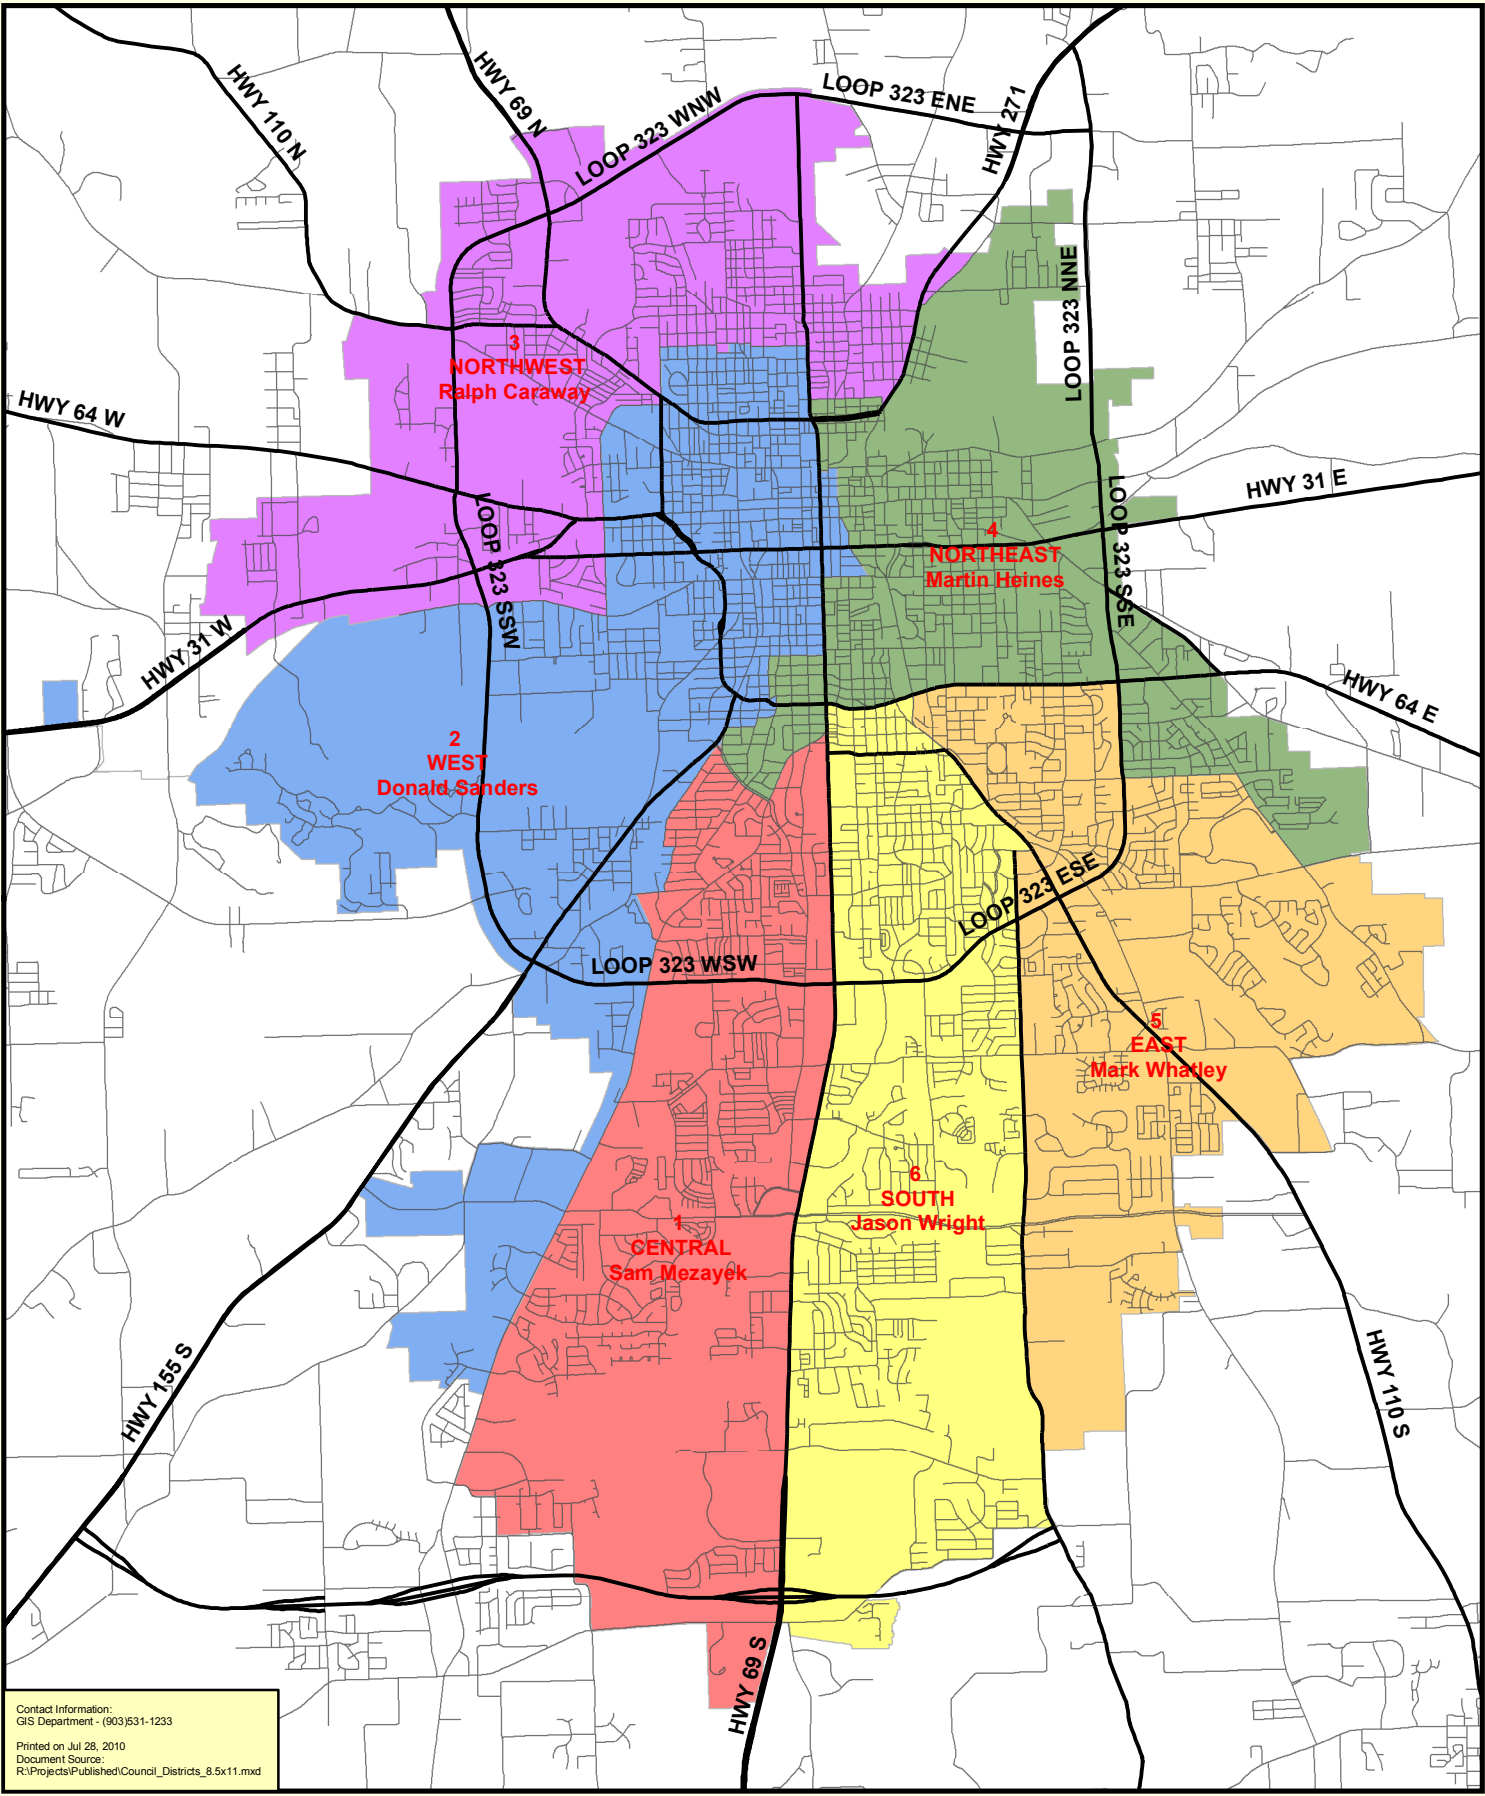 HWY 110 N
HWY 69 N
LOOP 323 WNW
LOOP 323 ENE
HWY 271
LOOP 323 NNE
3
NORTHWEST
Ralph Caraway
HWY 64 W
HWY 31 E
LOOP 323 SSW
LOOP 323 SSE
4
NORTHEAST
Martin Heines
HWY 31 W
HWY 64 E
2
WEST
Donald Sanders
LOOP 323 ESE
LOOP 323 WSW
5
EAST
Mark Whatley
6
SOUTH
Jason Wright
1
CENTRAL
Sam Mezayek
HWY 155 S
HWY 110 S
HWY 69 S
Contact Information:
GIS Department - (903)531-1233
Printed on Jul 28, 2010
Document Source:
R:\Projects\Published\Council_Districts_8.5x11.mxd